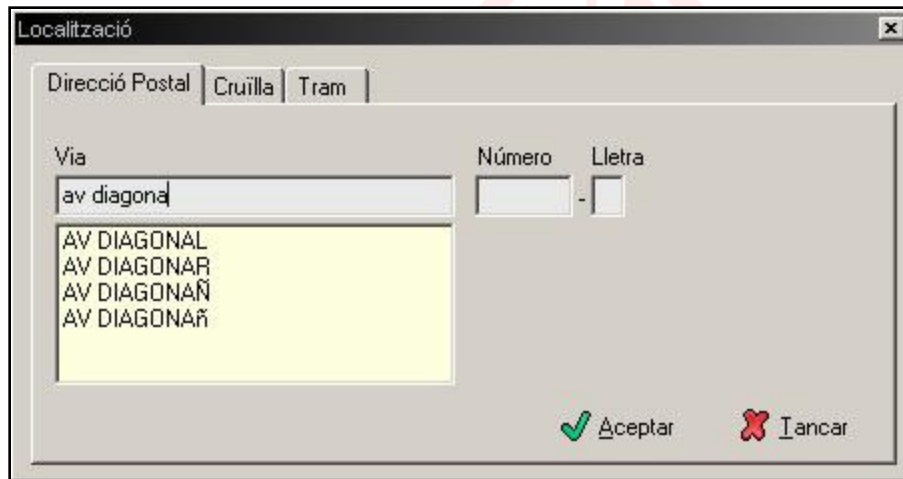 Localització
Direcció Postal Cruïlla Tram
Via Número Lletra
av diagona -
AV DIAGONAL
AV DIAGONAR
AV DIAGONAÑ
AV DIAGONAñ
Aceptar Tancar